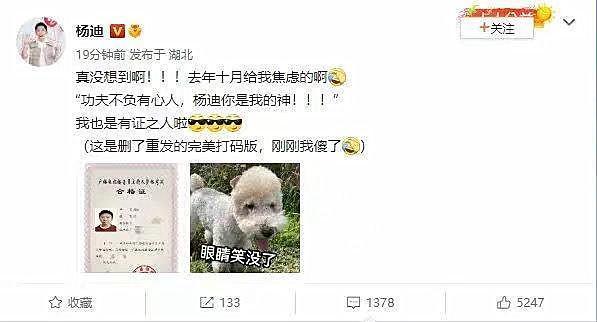 杨迪
+关注
19分钟前 发布于 湖北
真没想到啊！！！去年十月给我焦虑的啊
“功夫不负有心人，杨迪你是我的神！！！”
我也是有证之人啦
（这是删了重发的完美打码版，刚刚我傻了）
合格证
眼睛笑没了
收藏
133
1378
5247